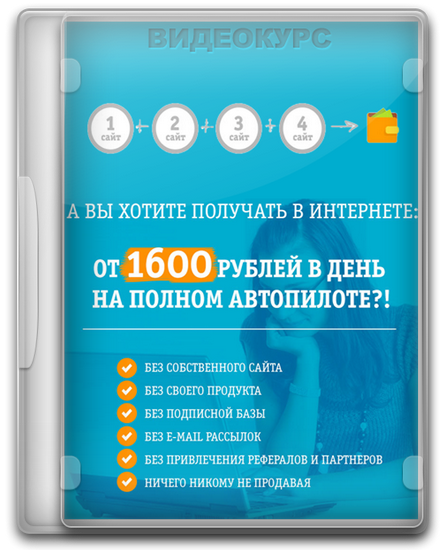 ВИДЕОКУРС
1 2 3 4
сайт сайт сайт сайт
А ВЫ ХОТИТЕ ПОЛУЧАТЬ В ИНТЕРНЕТЕ:
ОТ 1600 РУБЛЕЙ В ДЕНЬ
НА ПОЛНОМ АВТОПИЛОТЕ?!
БЕЗ СОБСТВЕННОГО САЙТА
БЕЗ СВОЕГО ПРОДУКТА
БЕЗ ПОДПИСНОЙ БАЗЫ
БЕЗ E-MAIL РАССЫЛОК
БЕЗ ПРИВЛЕЧЕНИЯ РЕФЕРАЛОВ И ПАРТНЕРОВ
НИЧЕГО НИКОМУ НЕ ПРОДАВАЯ